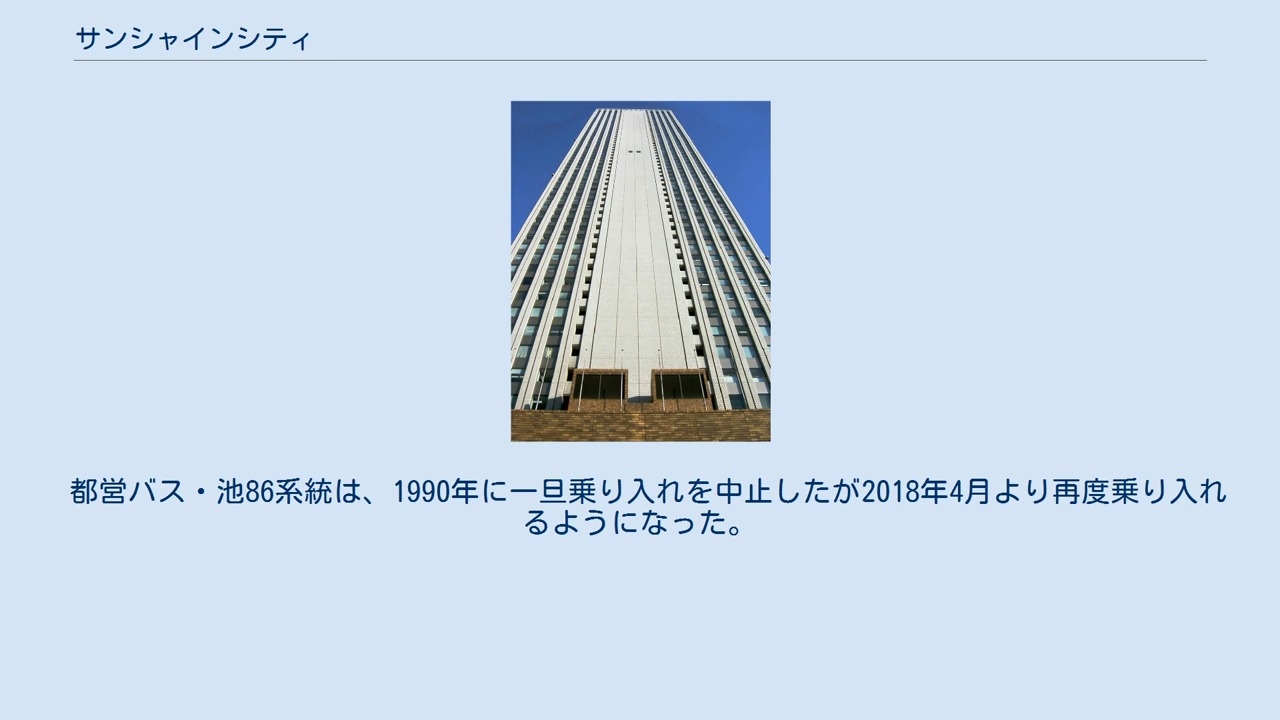 サンシャインシティ
都営バス・池86系統は、1990年に一旦乗り入れを中止したが2018年4月より再度乗り入れ
るようになった。